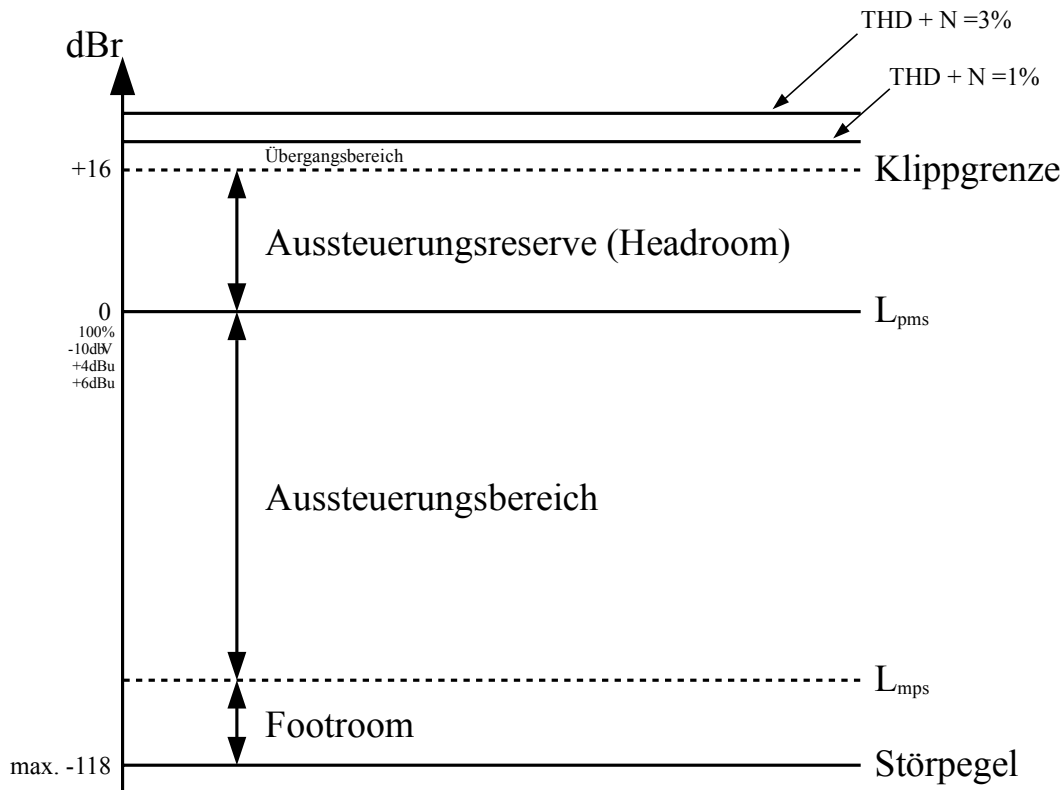 THD + N =3%
dBr
THD + N =1%
Übergangsbereich
+16
Klippgrenze
Aussteuerungsreserve (Headroom)
0
Lpms
100%
-10dbV
+4dBu
+6dBu
Aussteuerungsbereich
Lmps
Footroom
max. -118
Störpegel